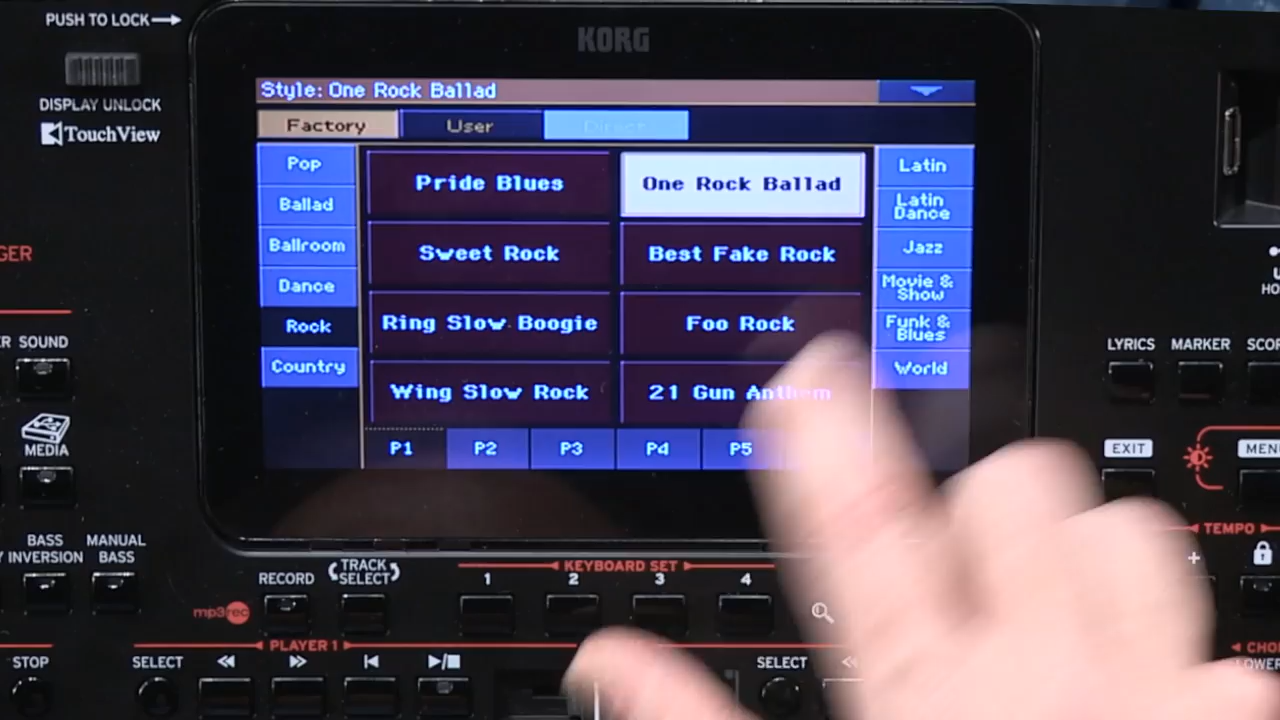 PUSH TO LOCK
KORG
DISPLAY UNLOCK
TouchView
Style: One Rock Ballad
Factory
User
Direct
Pop
Ballad
Ballroom
Dance
Rock
Country
Pride Blues
One Rock Ballad
Sweet Rock
Best Fake Rock
Ring Slow Boogie
Foo Rock
Wing Slow Rock
21 Gun Anthem
P1
P2
P3
P4
P5
Latin
Latin
Dance
Jazz
Movie &
Show
Funk &
Blues
World
SOUND
MEDIA
BASS
INVERSION
MANUAL
BASS
LYRICS
MARKER
EXIT
TEMPO
+
RECORD
TRACK
SELECT
KEYBOARD SET
1
2
3
4
mp3rec
PLAYER 1
STOP
SELECT
SELECT